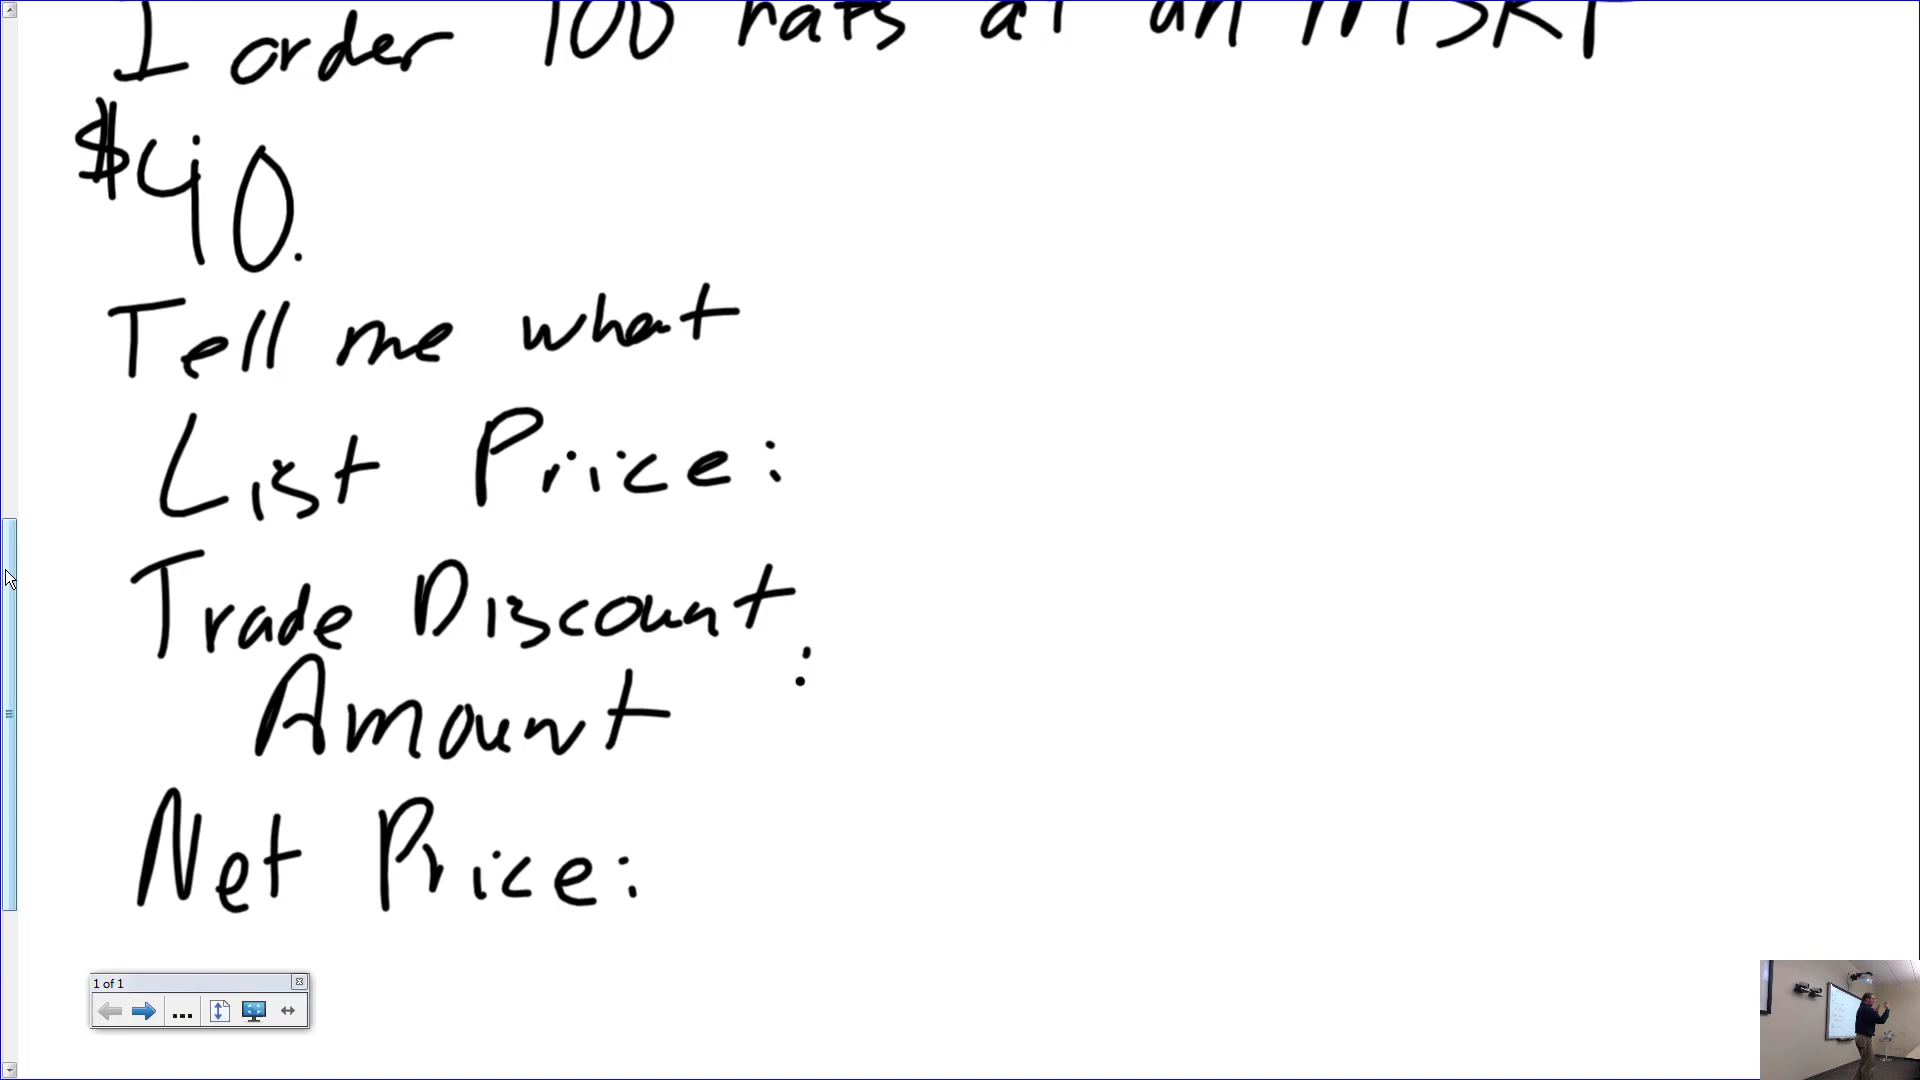 I order 100 hats at an MSRP
$40.
Tell me what
List Price:
Trade Discount
Amount :
Net Price:
1 of 1
...